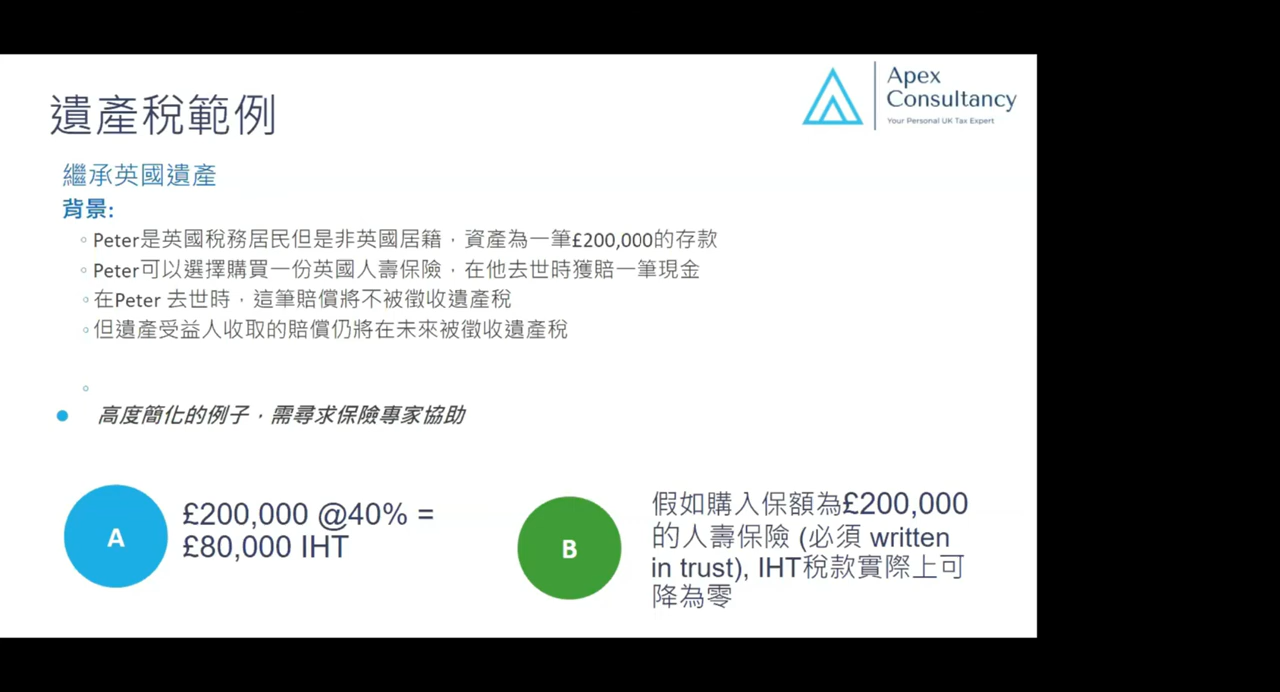 遺產稅範例
Apex
Consultancy
Your Personal UK Tax Expert
繼承英國遺產
背景:
Peter是英國稅務居民但是非英國居籍，資產為一筆£200,000的存款
Peter可以選擇購買一份英國人壽保險，在他去世時獲賠一筆現金
在Peter 去世時，這筆賠償將不被徵收遺產稅
但遺產受益人收取的賠償仍將在未來被徵收遺產稅
高度簡化的例子，需尋求保險專家協助
A
£200,000 @40% =
£80,000 IHT
B
假如購入保額為£200,000
的人壽保險 (必須 written
in trust), IHT稅款實際上可
降為零